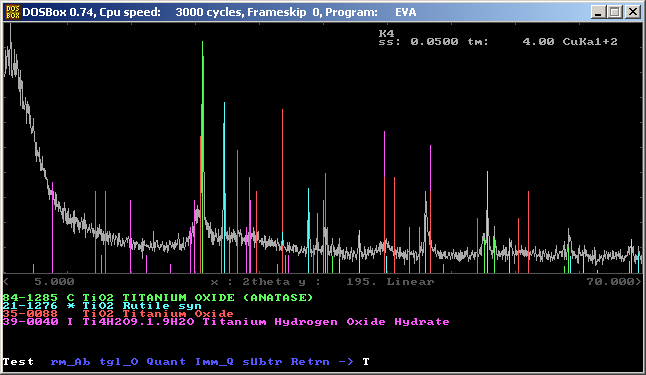 DOS
BOX
DOSBox 0.74, Cpu speed: 3000 cycles, Frameskip 0, Program: EVA
K4
ss: 0.0500 tm: 4.00 CuKa1+2
< 5.000 x : 2theta y : 195. Linear 70.000>
84-1285 C TiO2 TITANIUM OXIDE (ANATASE)
21-1276 * TiO2 Rutile syn
35-0088 TiO2 Titanium Oxide
39-0040 I Ti4H2O9.1.9H2O Titanium Hydrogen Oxide Hydrate
Test rm_Ab tgl_O Quant Imm_Q sUbtr Retrn -> T